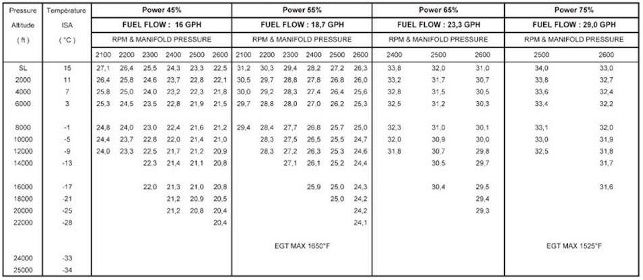 Pressure Température Power 45% Power 55% Power 65% Power 75%
Altitude ISA FUEL FLOW : 16 GPH FUEL FLOW : 18,7 GPH FUEL FLOW : 23,3 GPH FUEL FLOW : 29,0 GPH
( ft ) ( °C ) RPM & MANIFOLD PRESSURE RPM & MANIFOLD PRESSURE RPM & MANIFOLD PRESSURE RPM & MANIFOLD PRESSURE
2100 2200 2300 2400 2500 2600 2100 2200 2300 2400 2500 2600 2400 2500 2600 2500 2600
SL 15 27,1 26,4 25,5 24,3 23,3 22,5 31,2 30,3 29,4 28,2 27,2 26,3 33,8 32,0 31,0 34,0 33,0
2000 11 26,4 25,8 24,6 23,7 22,8 22,1 30,5 29,7 28,8 27,8 26,8 26,0 33,2 31,7 30,7 33,8 32,7
4000 7 25,8 25,0 24,0 23,2 22,3 21,8 30,0 29,2 28,3 27,4 26,4 25,6 32,8 31,5 30,5 33,6 32,4
6000 3 25,3 24,5 23,5 22,8 21,9 21,5 29,7 28,8 28,0 27,0 26,2 25,3 32,5 31,2 30,3 33,4 32,2
8000 -1 24,8 24,0 23,0 22,4 21,6 21,2 29,4 28,4 27,7 26,8 25,7 25,0 32,3 31,0 30,1 33,1 32,0
10000 -5 24,4 23,7 22,8 22,0 21,4 21,0 28,3 27,5 26,5 25,5 24,7 32,0 30,9 30,0 33,0 31,9
12000 -9 24,0 23,3 22,5 21,7 21,2 20,9 28,3 27,2 26,3 25,3 24,6 31,8 30,7 29,8 32,5 31,8
14000 -13 22,3 21,4 21,1 20,8 27,1 26,1 25,2 24,4 30,5 29,7 31,7
16000 -17 22,0 21,3 21,0 20,8 25,9 25,0 24,3 30,4 29,5 31,6
18000 -21 21,2 20,9 20,5 25,0 24,2 29,4
20000 -25 21,2 20,8 20,4 24,2 29,3
22000 -28 20,4 24,1
EGT MAX 1650°F EGT MAX 1525°F
24000 -33
25000 -34